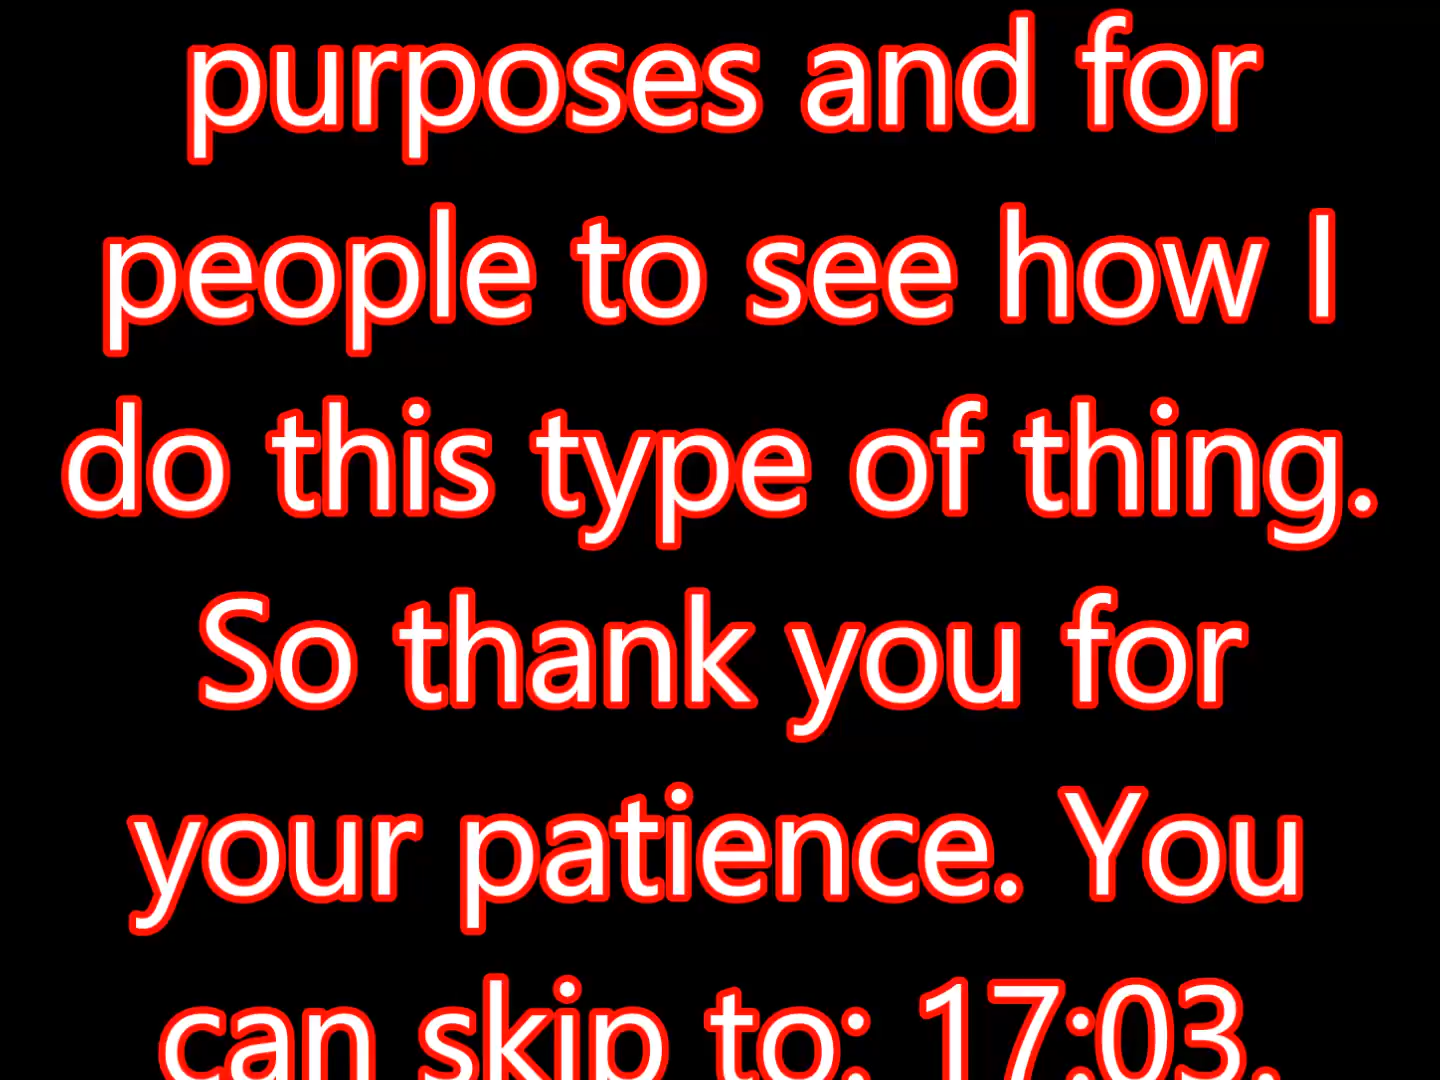 purposes and for
people to see how I
do this type of thing.
So thank you for
your patience. You
can skip to: 17:03.